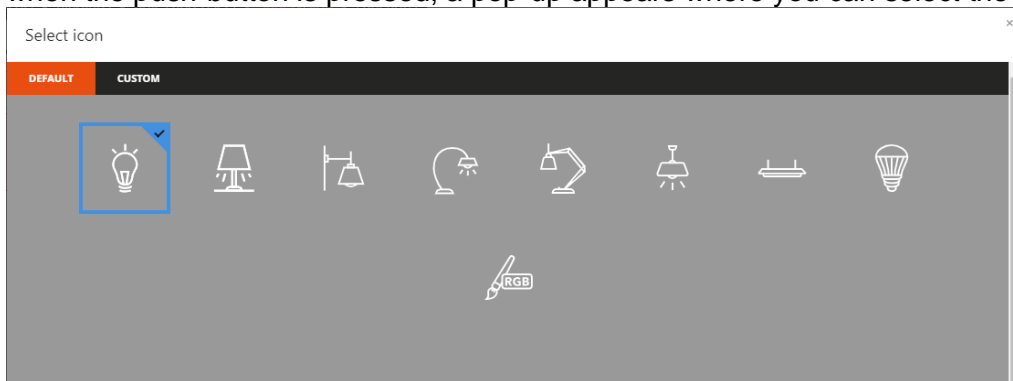 when the push-button is pressed, a pop-up appears where you can select the
Select icon
×
DEFAULT CUSTOM
RGB